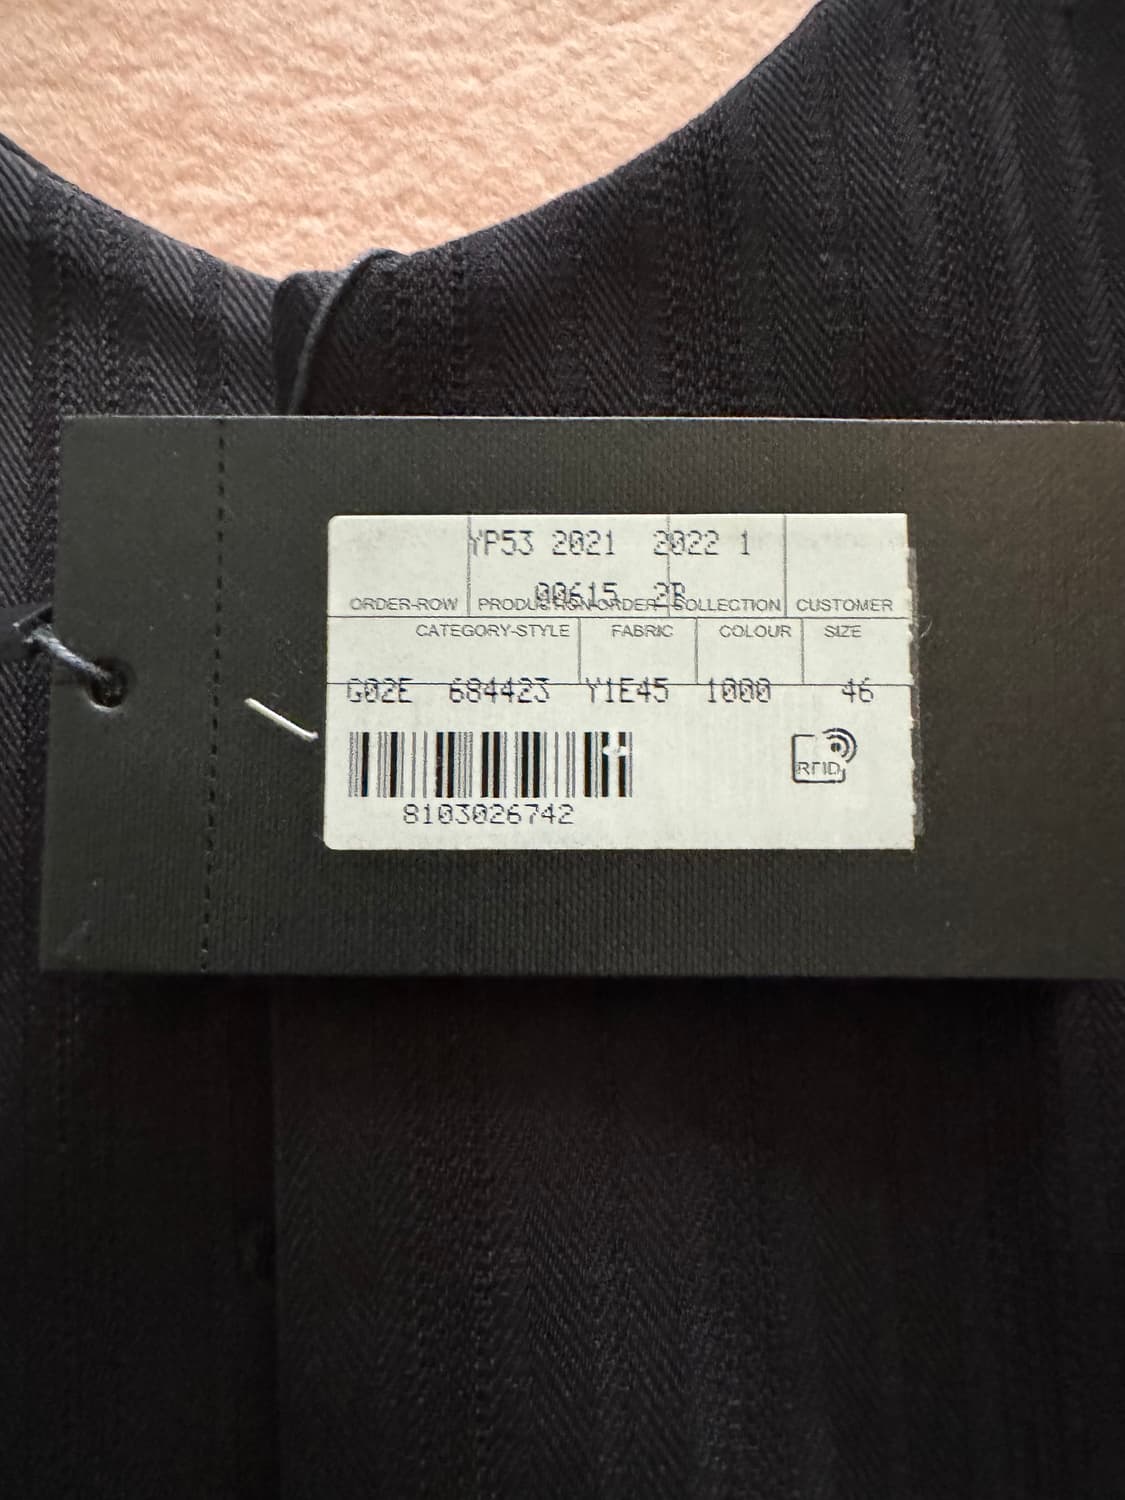 YP53 2021 2022 1
00615 2R
ORDER-ROW PRODUCTION ORDER COLLECTION CUSTOMER
CATEGORY-STYLE FABRIC COLOUR SIZE
G02E 684423 Y1E45 1000 46
RFID
8103026742